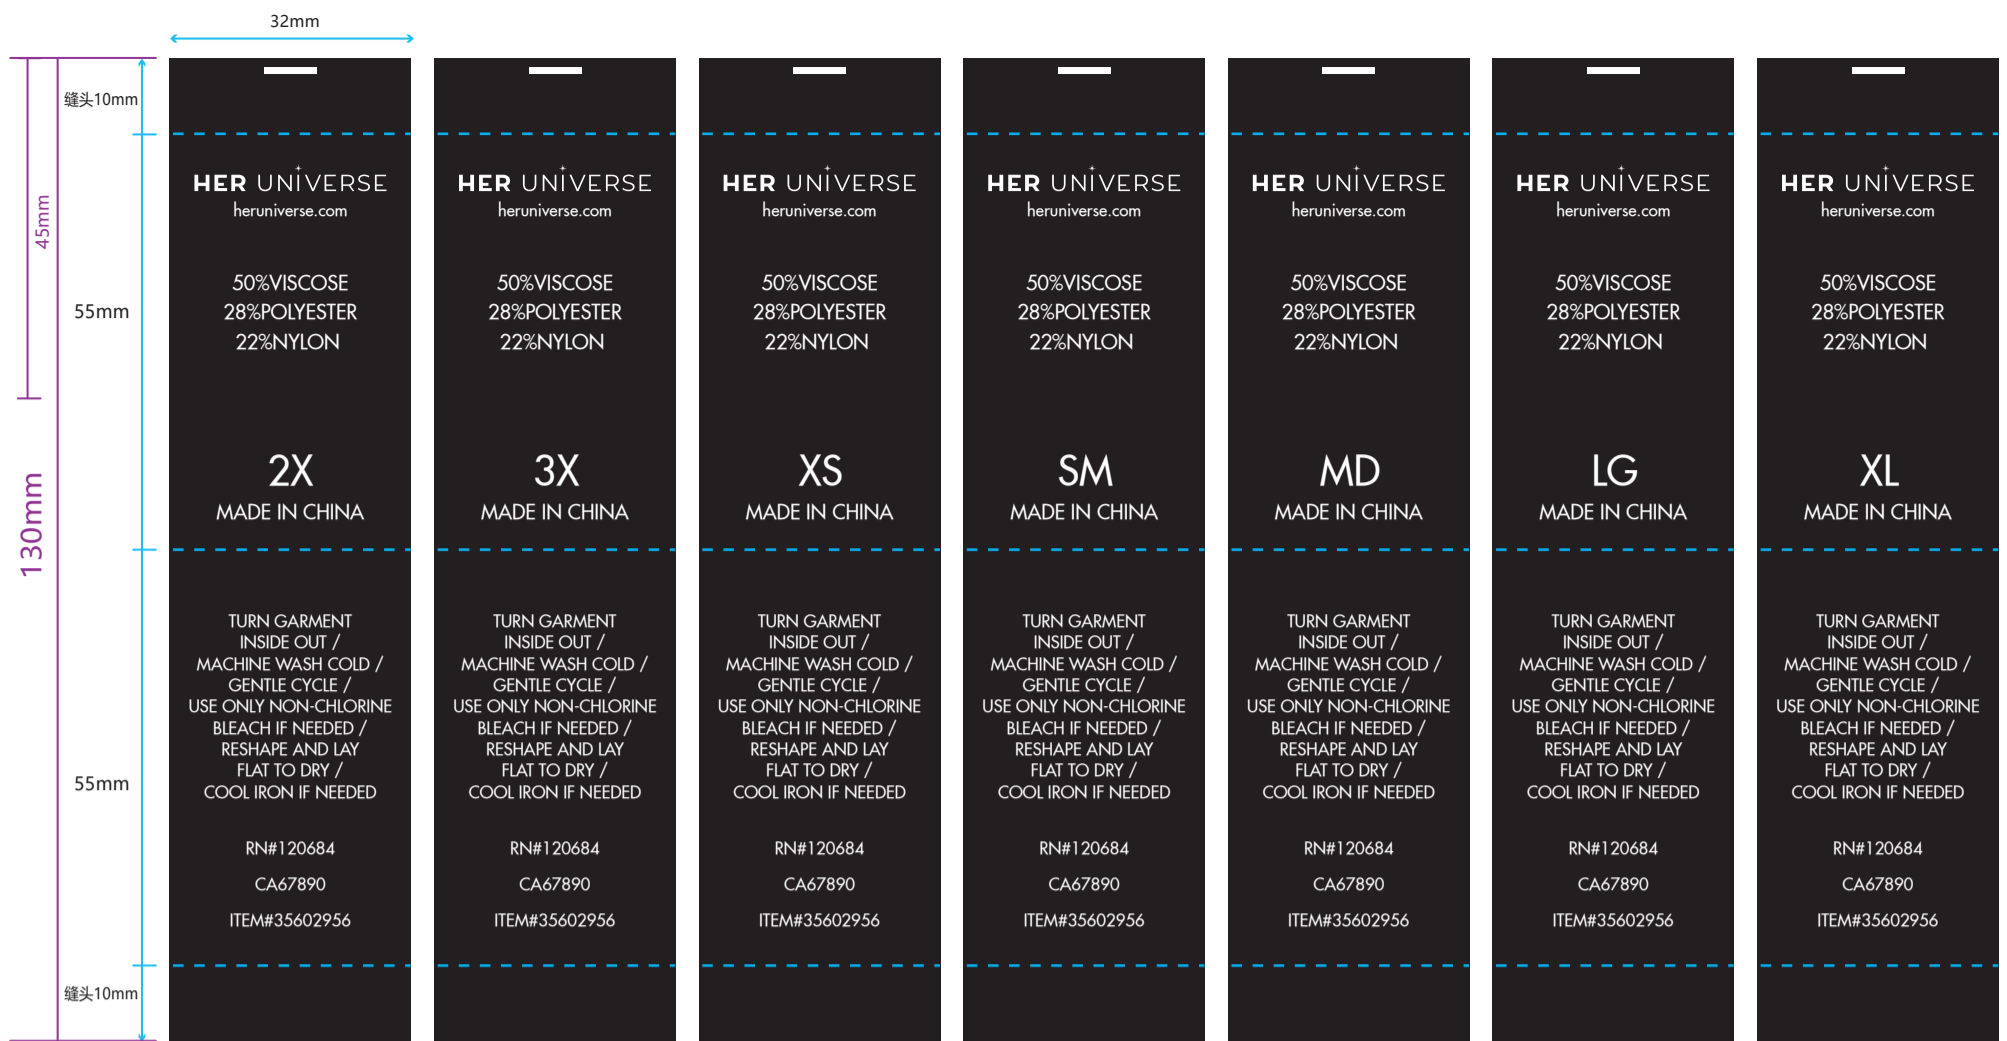 32mm
缝头10mm
45mm
55mm
130mm
55mm
缝头10mm
HER UNIVERSE
heruniverse.com
50%VISCOSE
28%POLYESTER
22%NYLON
2X
MADE IN CHINA
TURN GARMENT
INSIDE OUT /
MACHINE WASH COLD /
GENTLE CYCLE /
USE ONLY NON-CHLORINE
BLEACH IF NEEDED /
RESHAPE AND LAY
FLAT TO DRY /
COOL IRON IF NEEDED
RN#120684
CA67890
ITEM#35602956
HER UNIVERSE
heruniverse.com
50%VISCOSE
28%POLYESTER
22%NYLON
3X
MADE IN CHINA
TURN GARMENT
INSIDE OUT /
MACHINE WASH COLD /
GENTLE CYCLE /
USE ONLY NON-CHLORINE
BLEACH IF NEEDED /
RESHAPE AND LAY
FLAT TO DRY /
COOL IRON IF NEEDED
RN#120684
CA67890
ITEM#35602956
HER UNIVERSE
heruniverse.com
50%VISCOSE
28%POLYESTER
22%NYLON
XS
MADE IN CHINA
TURN GARMENT
INSIDE OUT /
MACHINE WASH COLD /
GENTLE CYCLE /
USE ONLY NON-CHLORINE
BLEACH IF NEEDED /
RESHAPE AND LAY
FLAT TO DRY /
COOL IRON IF NEEDED
RN#120684
CA67890
ITEM#35602956
HER UNIVERSE
heruniverse.com
50%VISCOSE
28%POLYESTER
22%NYLON
SM
MADE IN CHINA
TURN GARMENT
INSIDE OUT /
MACHINE WASH COLD /
GENTLE CYCLE /
USE ONLY NON-CHLORINE
BLEACH IF NEEDED /
RESHAPE AND LAY
FLAT TO DRY /
COOL IRON IF NEEDED
RN#120684
CA67890
ITEM#35602956
HER UNIVERSE
heruniverse.com
50%VISCOSE
28%POLYESTER
22%NYLON
MD
MADE IN CHINA
TURN GARMENT
INSIDE OUT /
MACHINE WASH COLD /
GENTLE CYCLE /
USE ONLY NON-CHLORINE
BLEACH IF NEEDED /
RESHAPE AND LAY
FLAT TO DRY /
COOL IRON IF NEEDED
RN#120684
CA67890
ITEM#35602956
HER UNIVERSE
heruniverse.com
50%VISCOSE
28%POLYESTER
22%NYLON
LG
MADE IN CHINA
TURN GARMENT
INSIDE OUT /
MACHINE WASH COLD /
GENTLE CYCLE /
USE ONLY NON-CHLORINE
BLEACH IF NEEDED /
RESHAPE AND LAY
FLAT TO DRY /
COOL IRON IF NEEDED
RN#120684
CA67890
ITEM#35602956
HER UNIVERSE
heruniverse.com
50%VISCOSE
28%POLYESTER
22%NYLON
XL
MADE IN CHINA
TURN GARMENT
INSIDE OUT /
MACHINE WASH COLD /
GENTLE CYCLE /
USE ONLY NON-CHLORINE
BLEACH IF NEEDED /
RESHAPE AND LAY
FLAT TO DRY /
COOL IRON IF NEEDED
RN#120684
CA67890
ITEM#35602956